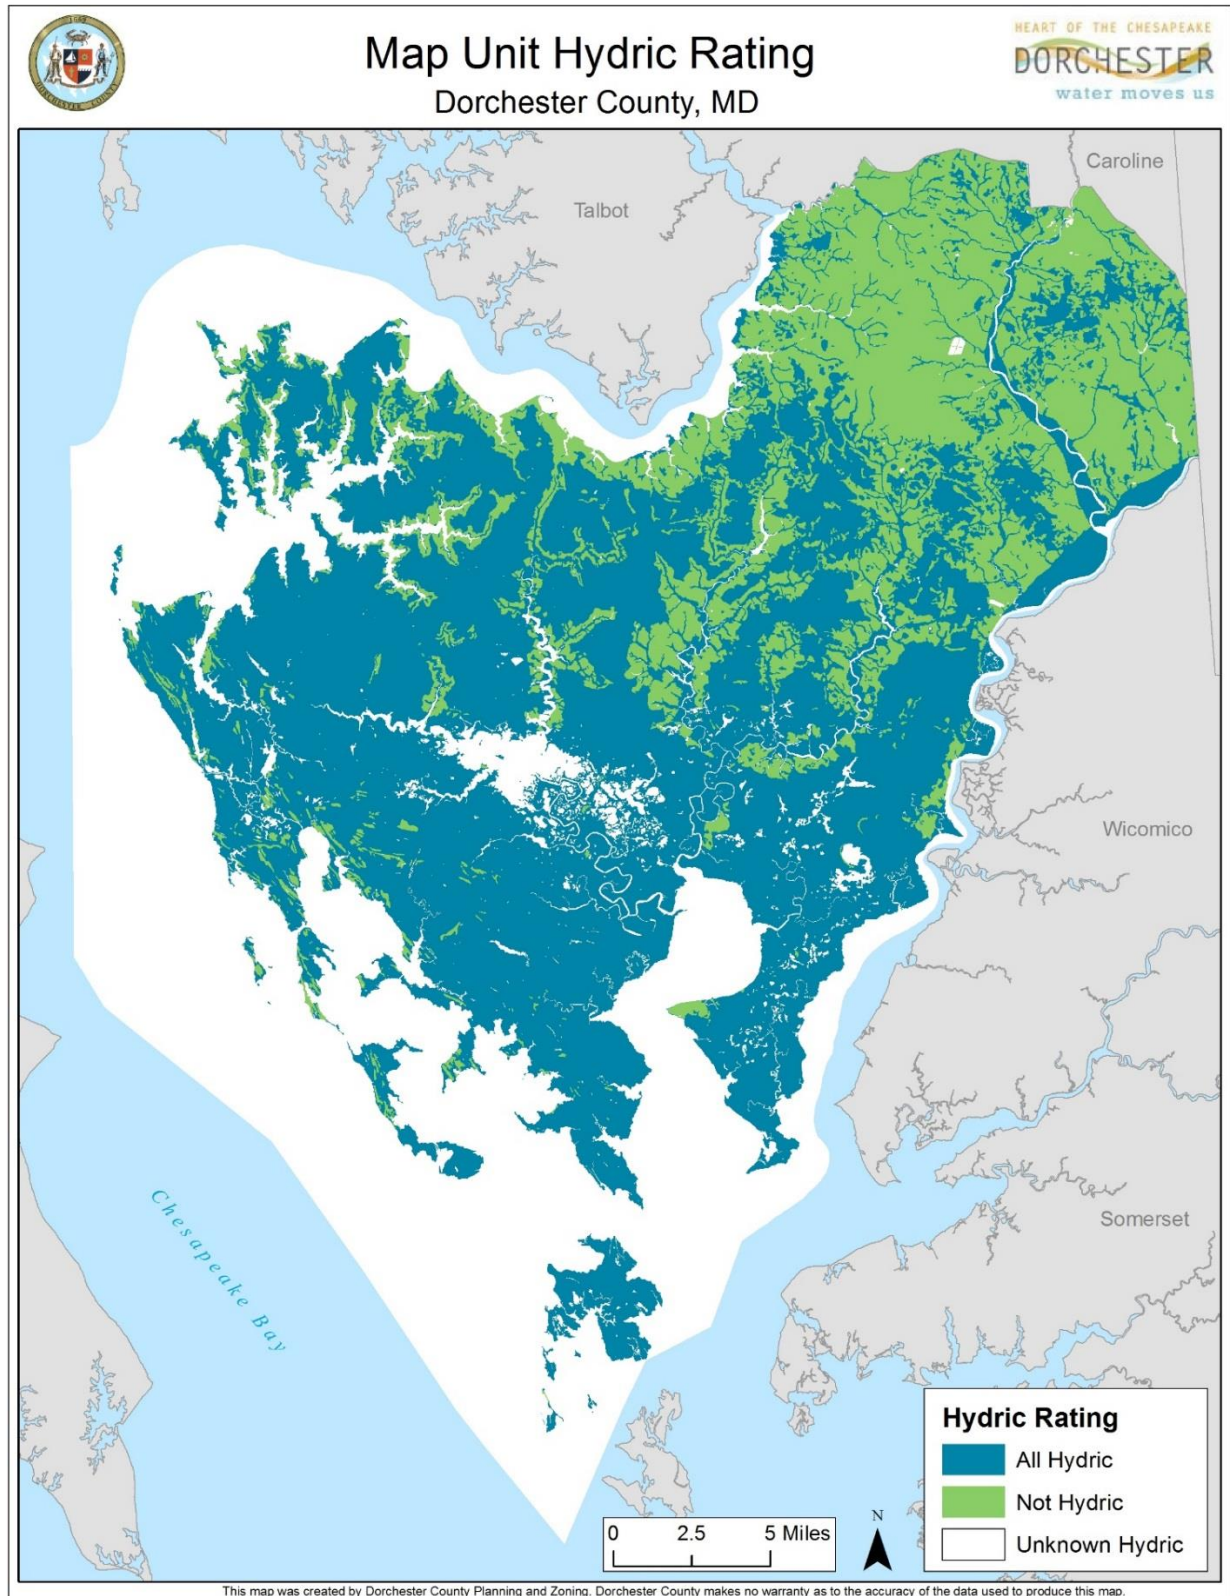 Map Unit Hydric Rating
Dorchester County, MD
HEART OF THE CHESAPEAKE
DORCHESTER
water moves us
DORCHESTER COUNTY
Caroline
Talbot
Wicomico
Somerset
Chesapeake Bay
Hydric Rating
All Hydric
Not Hydric
Unknown Hydric
0 2.5 5 Miles
N
This map was created by Dorchester County Planning and Zoning. Dorchester County makes no warranty as to the accuracy of the data used to produce this map.